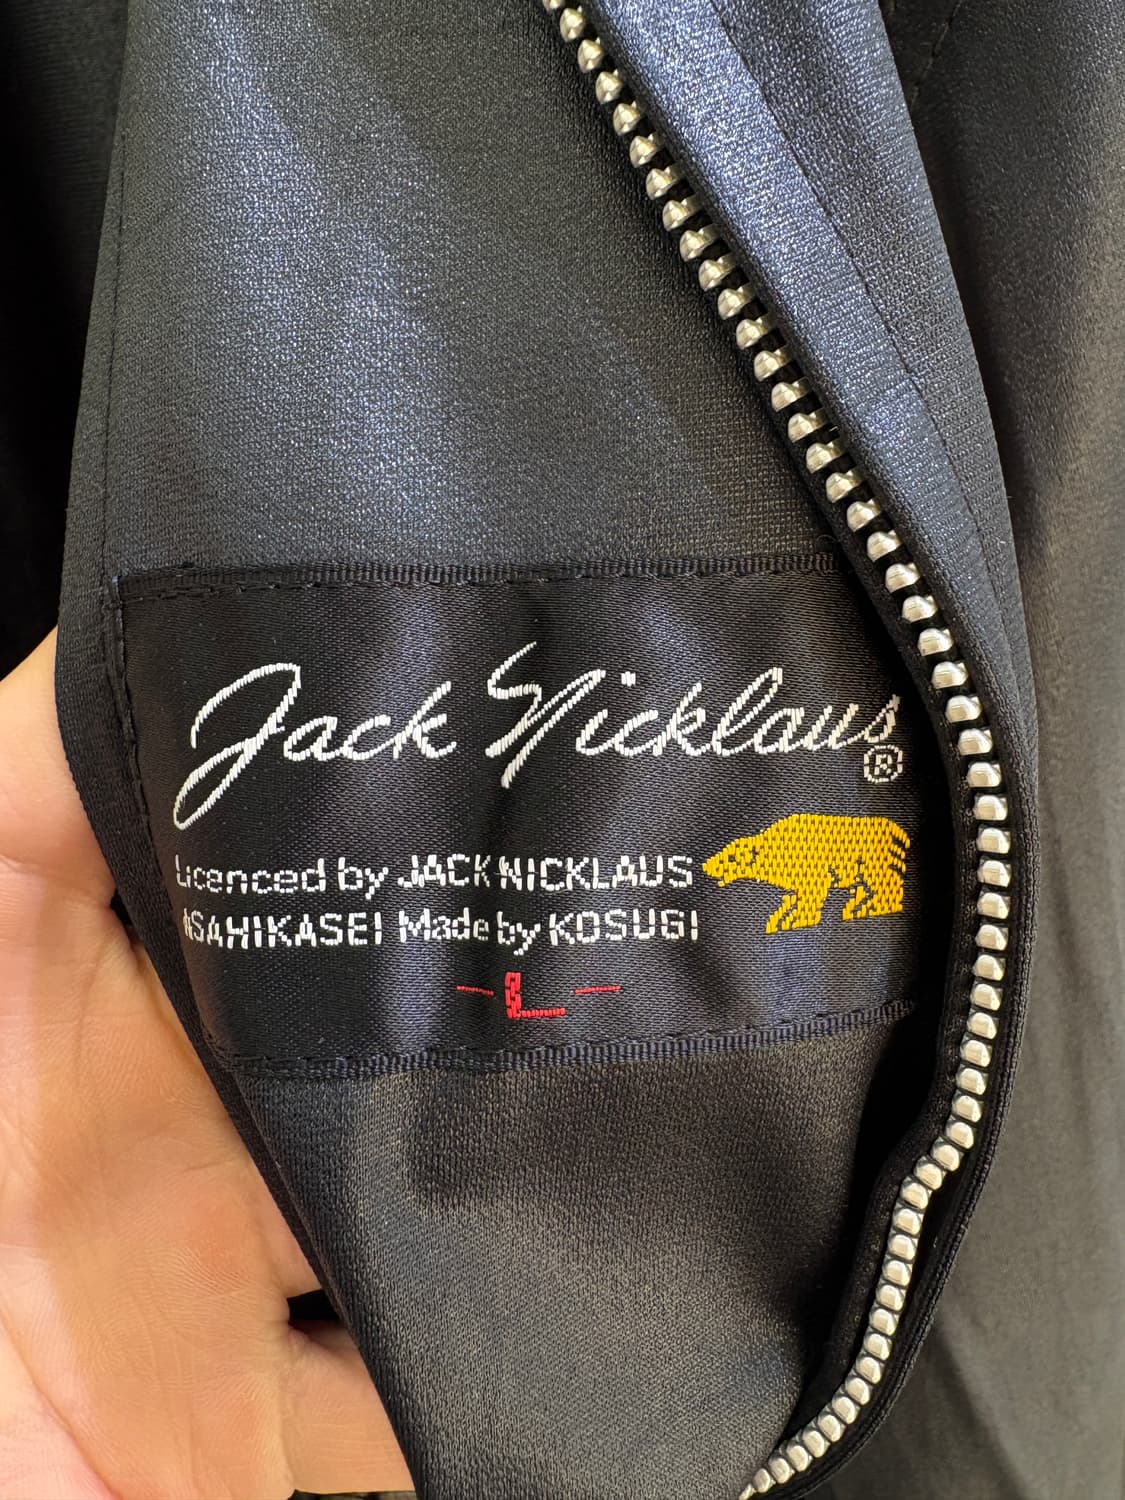 Jack Nicklaus®
Licenced by JACK NICKLAUS
ASAHIKASEI Made by KOSUGI
- L -